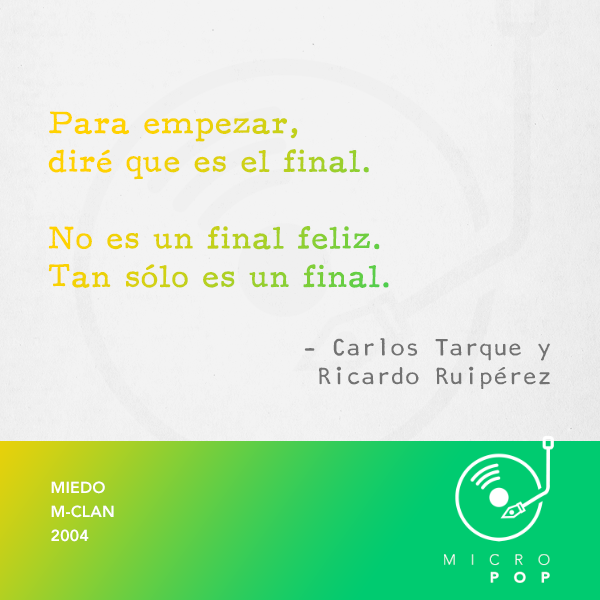 Para empezar,
diré que es el final.
No es un final feliz.
Tan sólo es un final.
– Carlos Tarque y
Ricardo Ruipérez
MIEDO
M-CLAN
2004
MICRO
POP